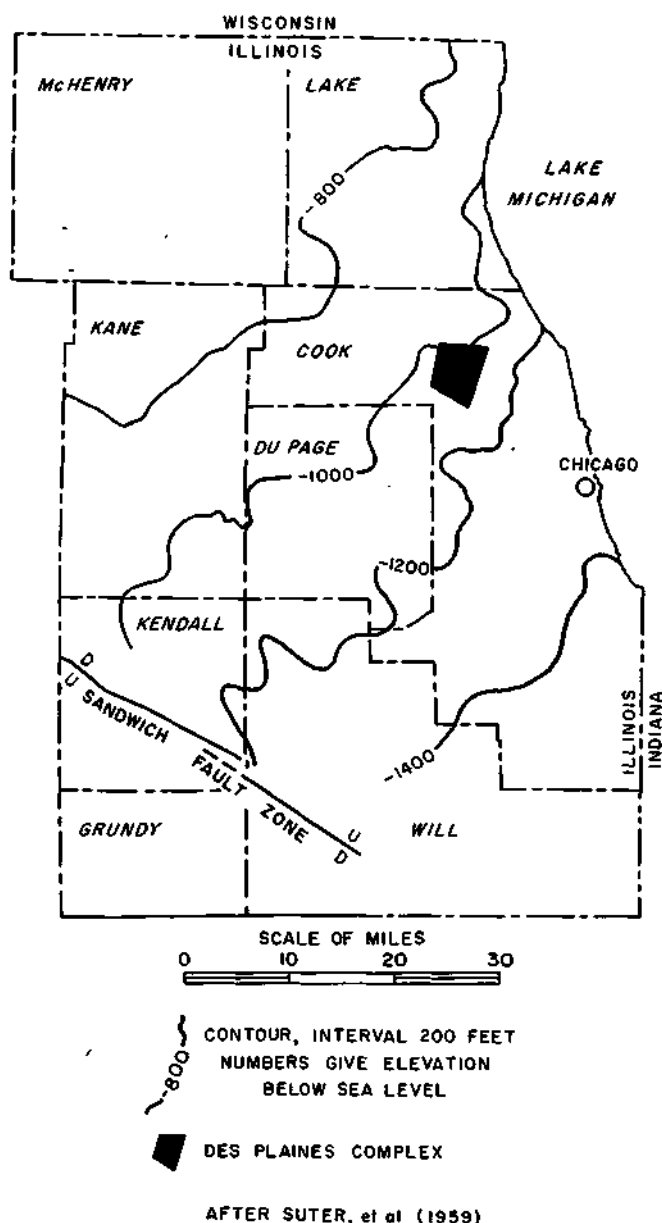 WISCONSIN
ILLINOIS
McHENRY
LAKE
LAKE
MICHIGAN
-800
KANE
COOK
DU PAGE
-1000
CHICAGO
-1200
KENDALL
D
U
SANDWICH
FAULT ZONE
U
D
-1400
ILLINOIS
INDIANA
GRUNDY
WILL
SCALE OF MILES
0 10 20 30
-800
CONTOUR, INTERVAL 200 FEET
NUMBERS GIVE ELEVATION
BELOW SEA LEVEL
DES PLAINES COMPLEX
AFTER SUTER, et al (1959)